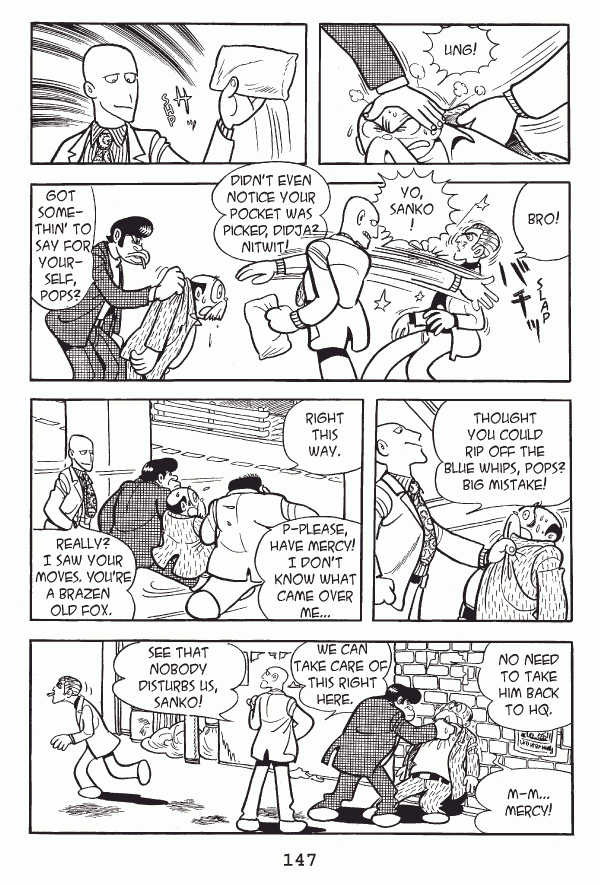 SNAP
UNG!
GOT
SOME-
THIN' TO
SAY FOR
YOUR-
SELF,
POPS?
DIDN'T EVEN
NOTICE YOUR
POCKET WAS
PICKED, DIDJA?
NITWIT!
YO,
SANKO
!
BRO!
SLAP
RIGHT
THIS
WAY.
REALLY?
I SAW YOUR
MOVES. YOU'RE
A BRAZEN
OLD FOX.
P-PLEASE,
HAVE MERCY!
I DON'T
KNOW WHAT
CAME OVER
ME...
THOUGHT
YOU COULD
RIP OFF THE
BLUE WHIPS, POPS?
BIG MISTAKE!
SEE THAT
NOBODY
DISTURBS US,
SANKO!
WE CAN
TAKE CARE OF
THIS RIGHT
HERE.
NO NEED
TO TAKE
HIM BACK
TO HQ.
M-M...
MERCY!
147